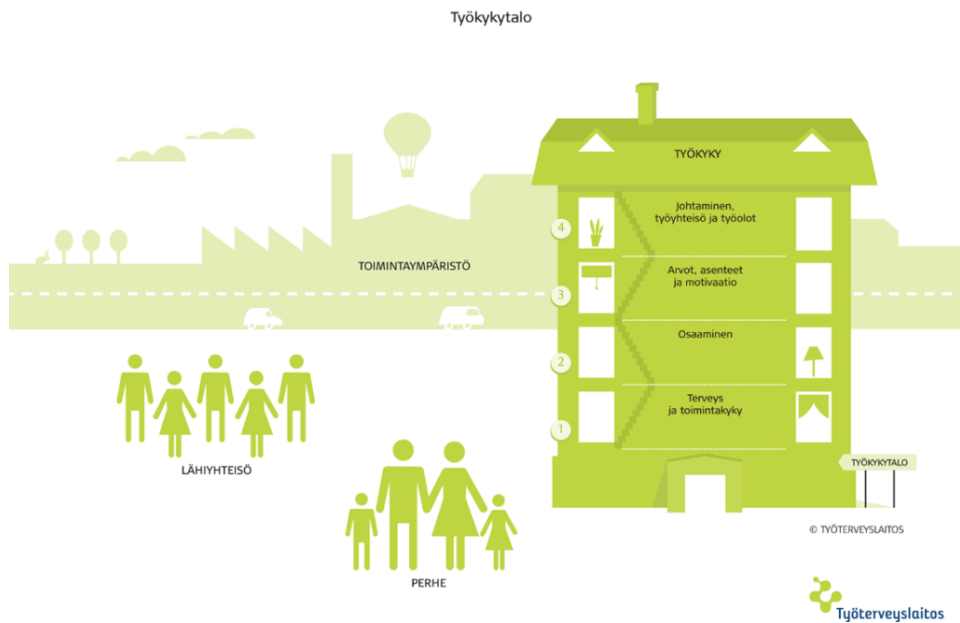 Työkykytalo
TYÖKYKY
4
Johtaminen,
työyhteisö ja työolot
TOIMINTAYMPÄRISTÖ
3
Arvot, asenteet
ja motivaatio
2
Osaaminen
1
Terveys
ja toimintakyky
LÄHIYHTEISÖ
TYÖKYKYTALO
© TYÖTERVEYSLAITOS
PERHE
Työterveyslaitos